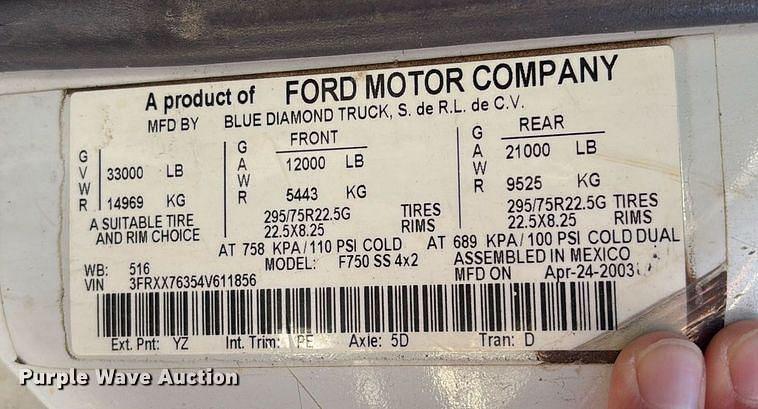 A product of FORD MOTOR COMPANY
MFD BY BLUE DIAMOND TRUCK, S. de R.L. de C.V.
GVWR 33000 LB 14969 KG
GAWR FRONT 12000 LB 5443 KG
GAWR REAR 21000 LB 9525 KG
A SUITABLE TIRE AND RIM CHOICE
295/75R22.5G TIRES 295/75R22.5G TIRES
22.5X8.25 RIMS 22.5X8.25 RIMS
AT 758 KPA/110 PSI COLD AT 689 KPA/100 PSI COLD DUAL
WB: 516 MODEL: F750 SS 4x2 ASSEMBLED IN MEXICO
VIN 3FRXX76354V611856 MFD ON Apr-24-2003
Ext. Pnt: YZ Int. Trim: PE Axle: 5D Tran: D
Purple Wave Auction